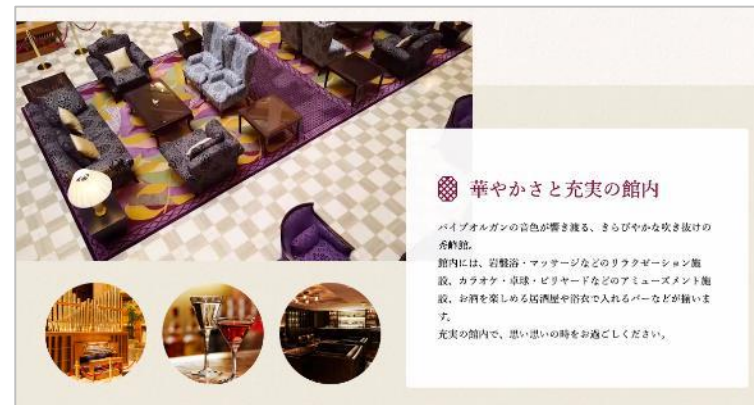 華やかさと充実の館内
パイプオルガンの音色が響き渡る、きらびやかな吹き抜けの
秀峰館。
館内には、岩盤浴・マッサージなどのリラクゼーション施
設、カラオケ・卓球・ビリヤードなどのアミューズメント施
設、お酒を楽しめる居酒屋や浴衣で入れるバーなどが揃いま
す。
充実の館内で、思い思いの時をお過ごしください。